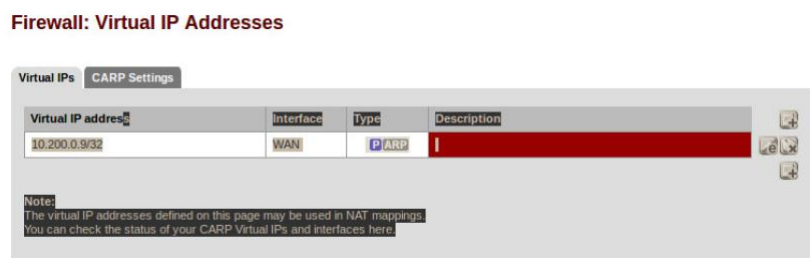 Firewall: Virtual IP Addresses
Virtual IPs CARP Settings
Virtual IP address Interface Type Description
10.200.0.9/32 WAN P ARP
Note:
The virtual IP addresses defined on this page may be used in NAT mappings.
You can check the status of your CARP Virtual IPs and interfaces here.